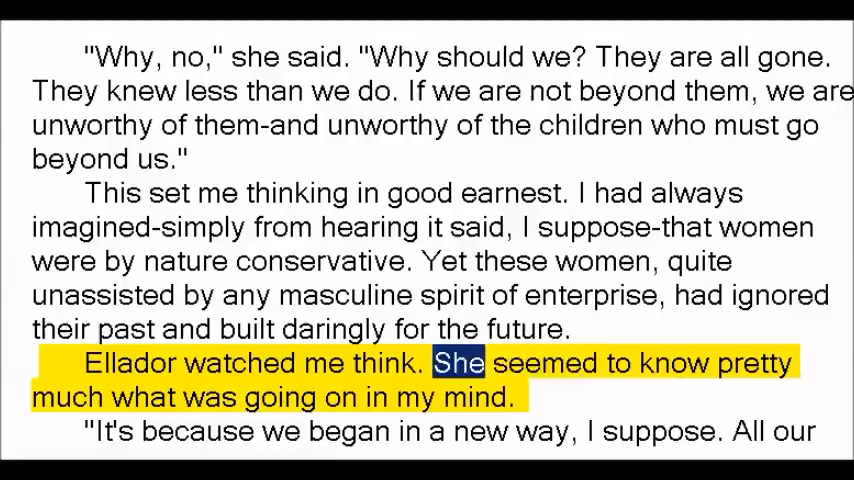 "Why, no," she said. "Why should we? They are all gone.
They knew less than we do. If we are not beyond them, we are
unworthy of them-and unworthy of the children who must go
beyond us."
This set me thinking in good earnest. I had always
imagined-simply from hearing it said, I suppose-that women
were by nature conservative. Yet these women, quite
unassisted by any masculine spirit of enterprise, had ignored
their past and built daringly for the future.
Ellador watched me think. She seemed to know pretty
much what was going on in my mind.
"It's because we began in a new way, I suppose. All our